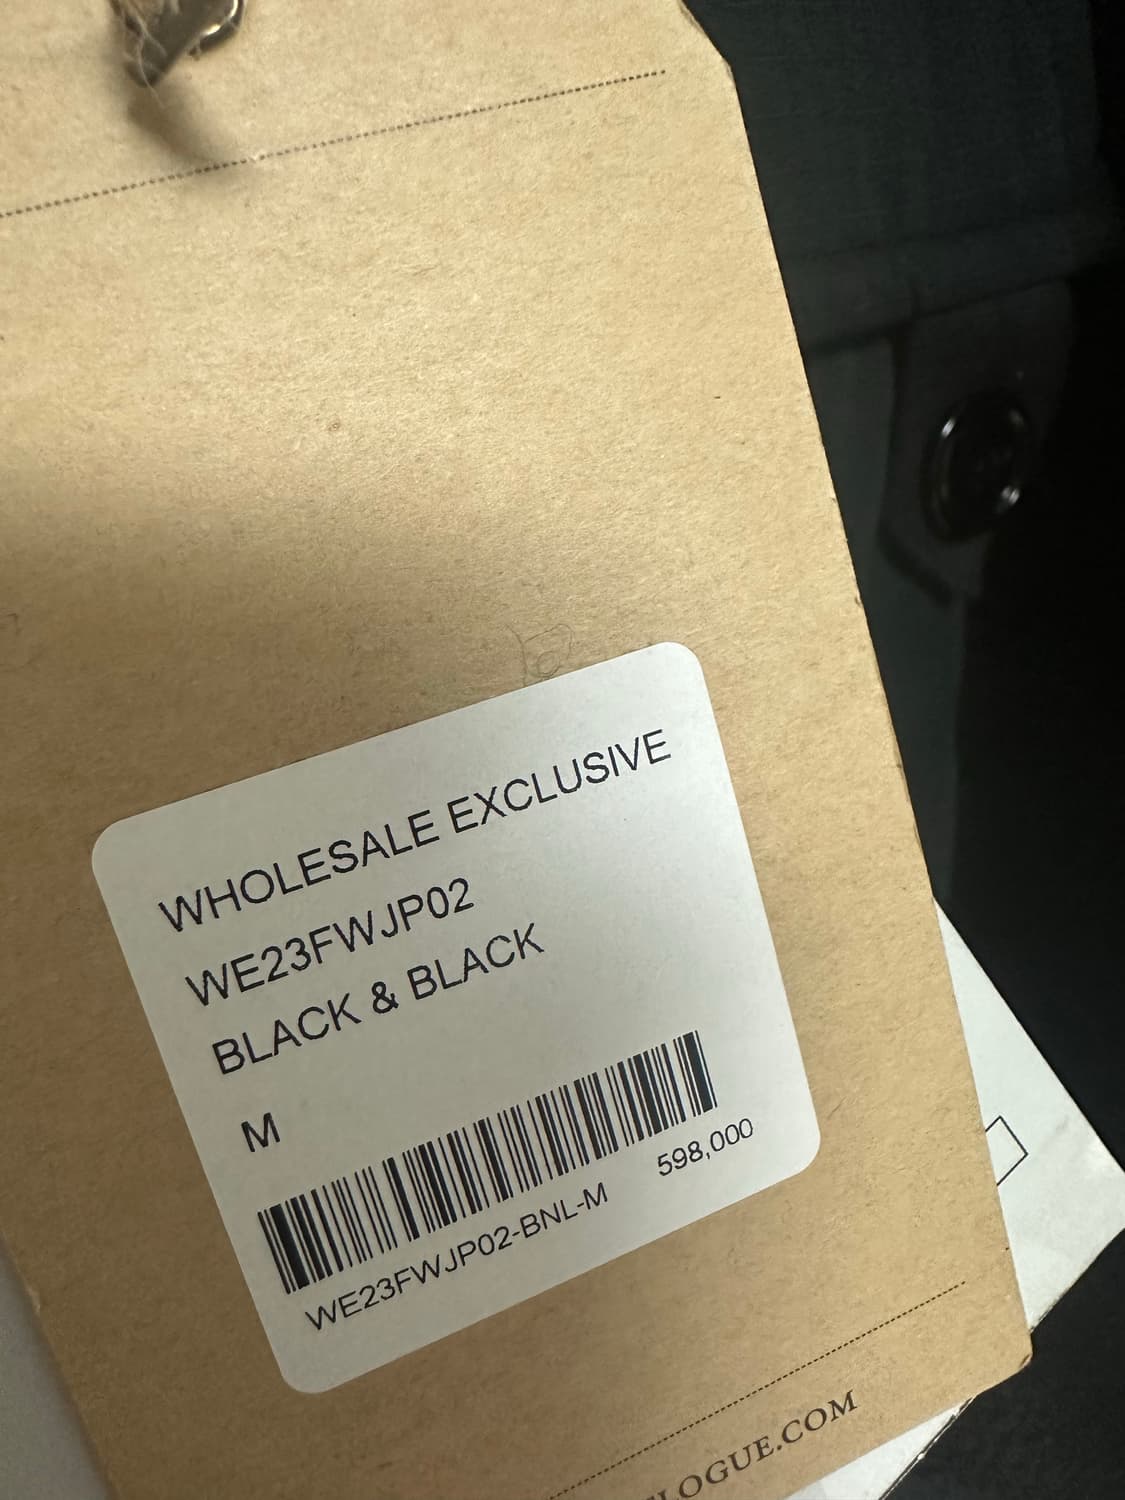 WHOLESALE EXCLUSIVE
WE23FWJP02
BLACK & BLACK
M
598,000
WE23FWJP02-BNL-M
LOGUE.COM